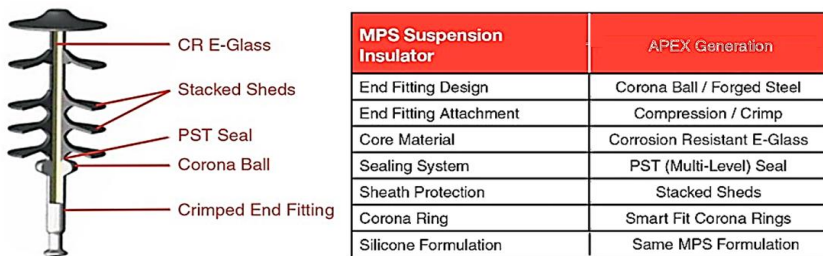 CR E-Glass
Stacked Sheds
PST Seal
Corona Ball
Crimped End Fitting
MPS Suspension
Insulator
APEX Generation
End Fitting Design
Corona Ball / Forged Steel
End Fitting Attachment
Compression / Crimp
Core Material
Corrosion Resistant E-Glass
Sealing System
PST (Multi-Level) Seal
Sheath Protection
Stacked Sheds
Corona Ring
Smart Fit Corona Rings
Silicone Formulation
Same MPS Formulation